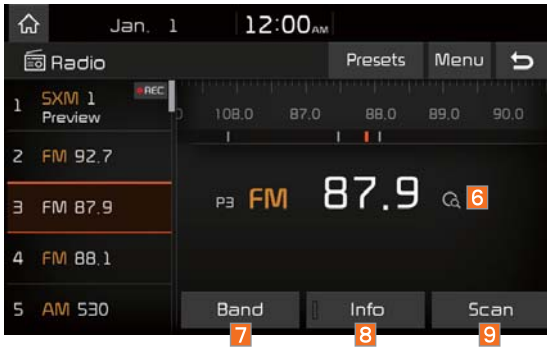 Jan. 1 12:00AM
Radio Presets Menu
1 SXM 1 REC
Preview
108.0 87.0 88.0 89.0 90.0
2 FM 92.7
3 FM 87.9
P3 FM 87.9 6
4 FM 88.1
5 AM 530
Band Info Scan
7 8 9